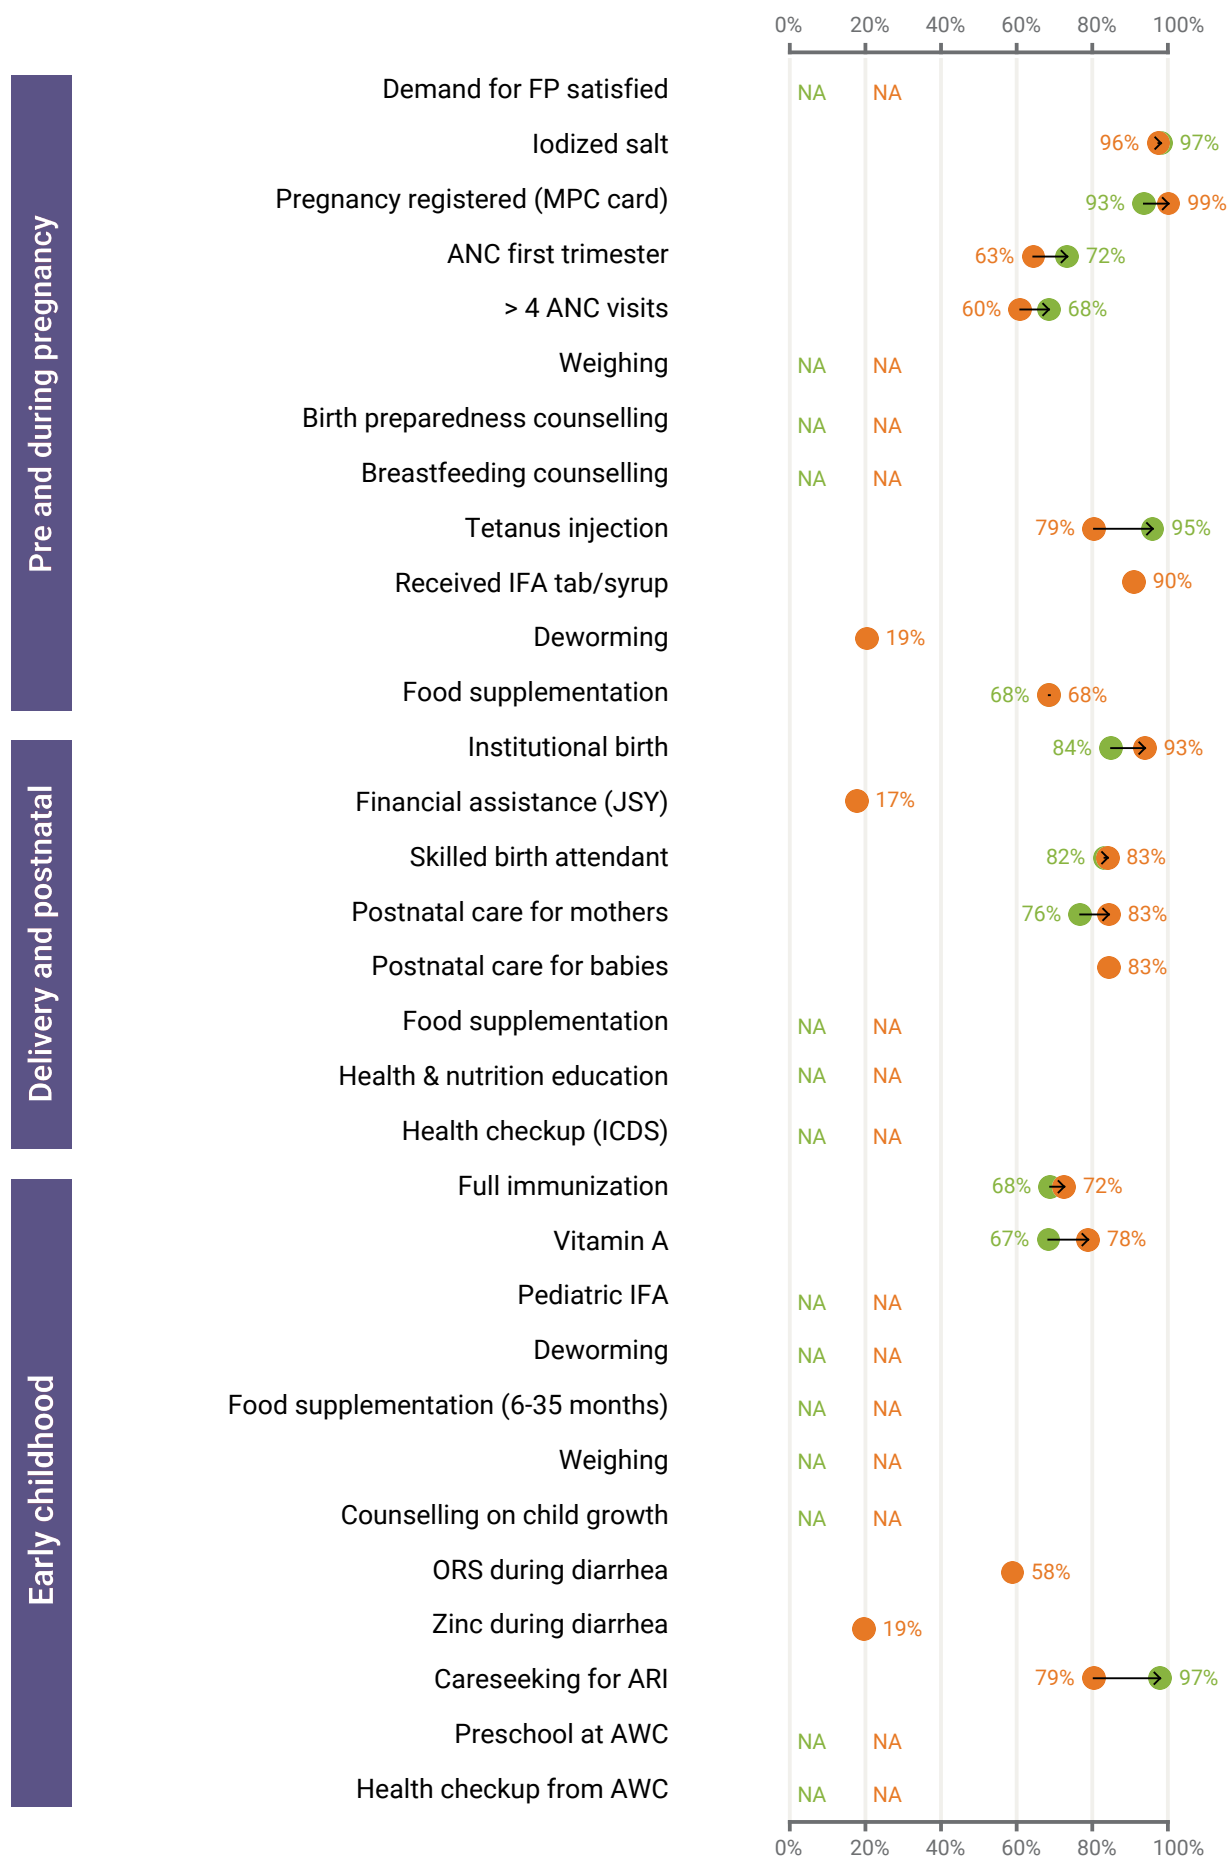 0% 20% 40% 60% 80% 100%
Pre and during pregnancy
Demand for FP satisfied NA NA
Iodized salt 96% 97%
Pregnancy registered (MPC card) 93% 99%
ANC first trimester 63% 72%
> 4 ANC visits 60% 68%
Weighing NA NA
Birth preparedness counselling NA NA
Breastfeeding counselling NA NA
Tetanus injection 79% 95%
Received IFA tab/syrup 90%
Deworming 19%
Food supplementation 68% 68%
Delivery and postnatal
Institutional birth 84% 93%
Financial assistance (JSY) 17%
Skilled birth attendant 82% 83%
Postnatal care for mothers 76% 83%
Postnatal care for babies 83%
Food supplementation NA NA
Health & nutrition education NA NA
Health checkup (ICDS) NA NA
Early childhood
Full immunization 68% 72%
Vitamin A 67% 78%
Pediatric IFA NA NA
Deworming NA NA
Food supplementation (6-35 months) NA NA
Weighing NA NA
Counselling on child growth NA NA
ORS during diarrhea 58%
Zinc during diarrhea 19%
Careseeking for ARI 79% 97%
Preschool at AWC NA NA
Health checkup from AWC NA NA
0% 20% 40% 60% 80% 100%